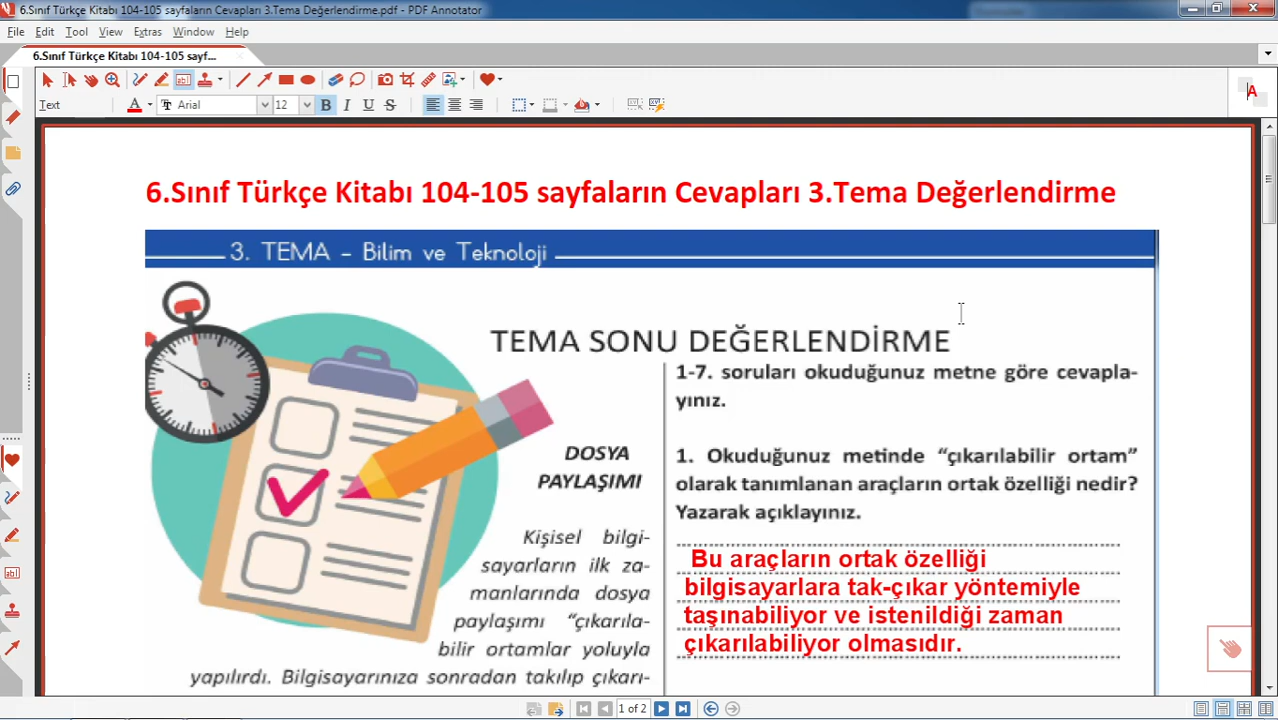 6.Sınıf Türkçe Kitabı 104-105 sayfaların Cevapları 3.Tema Değerlendirme.pdf - PDF Annotator
File Edit Tool View Extras Window Help
6.Sınıf Türkçe Kitabı 104-105 sayf...
Text Arial 12 B I U S
6.Sınıf Türkçe Kitabı 104-105 sayfaların Cevapları 3.Tema Değerlendirme
3. TEMA – Bilim ve Teknoloji
TEMA SONU DEĞERLENDİRME
DOSYA
PAYLAŞIMI
Kişisel bilgi-
sayarların ilk za-
manlarında dosya
paylaşımı “çıkarıla-
bilir ortamlar yoluyla
yapılırdı. Bilgisayarınıza sonradan takılıp çıkarı-
1-7. soruları okuduğunuz metne göre cevapla-
yınız.
1. Okuduğunuz metinde “çıkarılabilir ortam”
olarak tanımlanan araçların ortak özelliği nedir?
Yazarak açıklayınız.
Bu araçların ortak özelliği
bilgisayarlara tak-çıkar yöntemiyle
taşınabiliyor ve istenildiği zaman
çıkarılabiliyor olmasıdır.
1 of 2